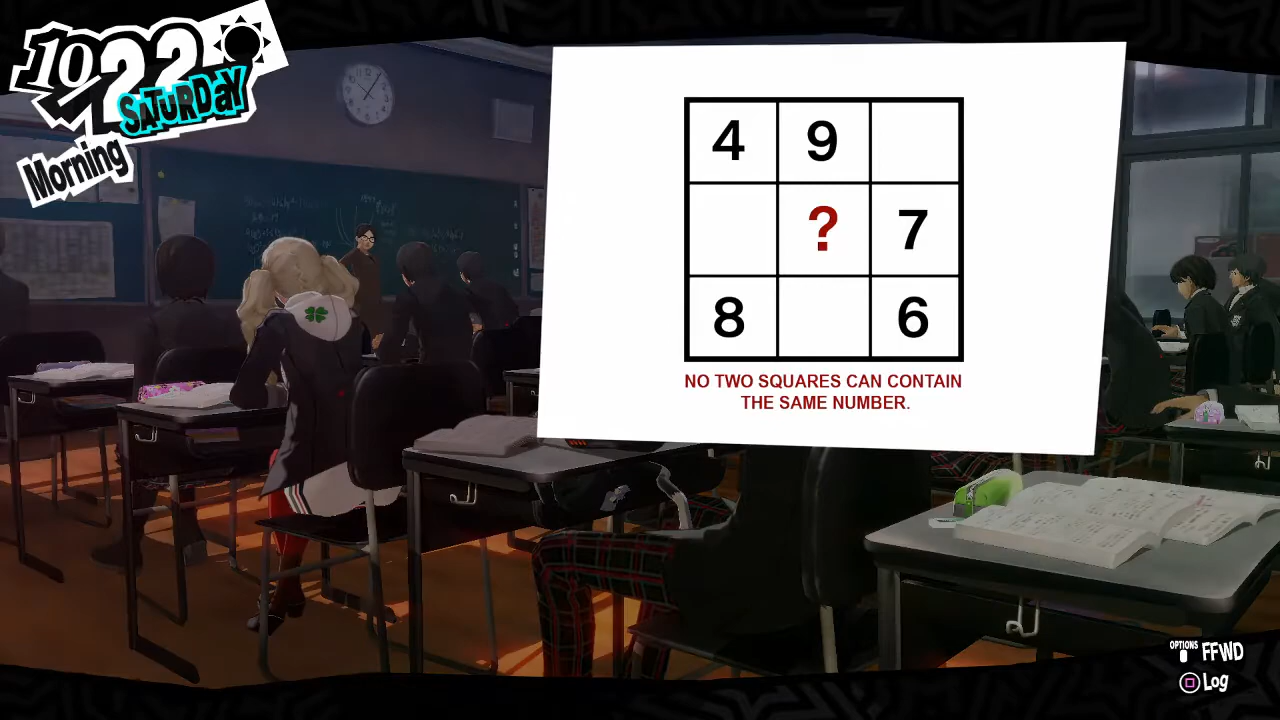 10/22
SATURDAY
Morning
4 9
? 7
8 6
NO TWO SQUARES CAN CONTAIN
THE SAME NUMBER.
OPTIONS FFWD
Log